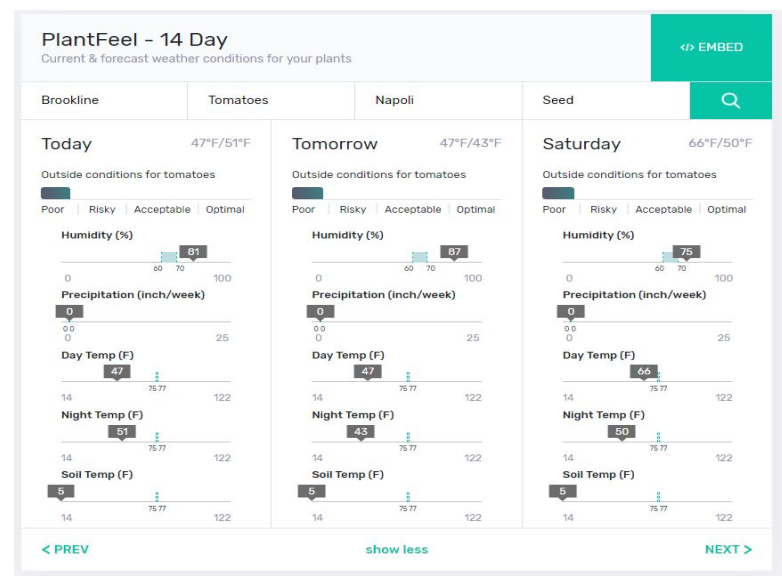 PlantFeel - 14 Day
Current & forecast weather conditions for your plants
</> EMBED
Brookline
Tomatoes
Napoli
Seed
Today 47°F/51°F
Outside conditions for tomatoes
Poor Risky Acceptable Optimal
Humidity (%)
81
60 70
0 100
Precipitation (inch/week)
0
0 0
0 25
Day Temp (F)
47
75 77
14 122
Night Temp (F)
51
75 77
14 122
Soil Temp (F)
5
75 77
14 122
Tomorrow 47°F/43°F
Outside conditions for tomatoes
Poor Risky Acceptable Optimal
Humidity (%)
87
60 70
0 100
Precipitation (inch/week)
0
0 0
0 25
Day Temp (F)
47
75 77
14 122
Night Temp (F)
43
75 77
14 122
Soil Temp (F)
5
75 77
14 122
Saturday 66°F/50°F
Outside conditions for tomatoes
Poor Risky Acceptable Optimal
Humidity (%)
75
60 70
0 100
Precipitation (inch/week)
0
0 0
0 25
Day Temp (F)
66
75 77
14 122
Night Temp (F)
50
75 77
14 122
Soil Temp (F)
5
75 77
14 122
< PREV
show less
NEXT >